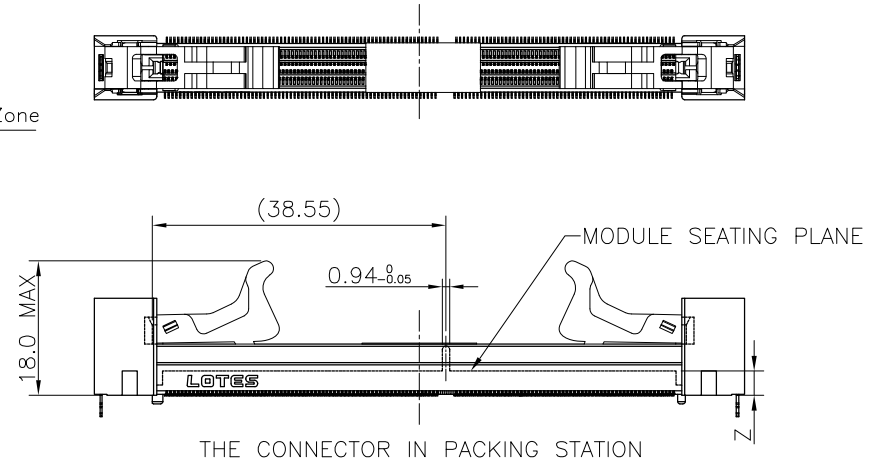 Zone
(38.55)
MODULE SEATING PLANE
0.94 0 -0.05
18.0 MAX
LOTES
Z
THE CONNECTOR IN PACKING STATION